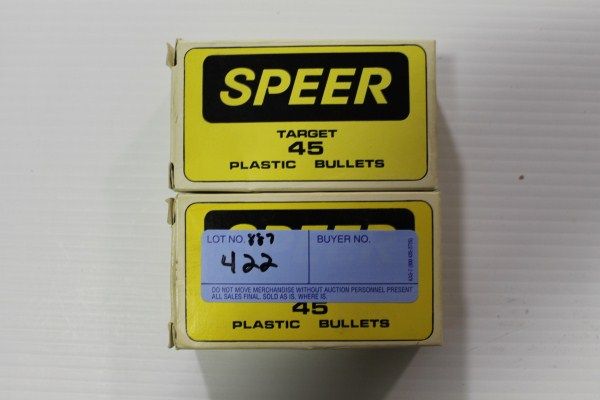 SPEER
TARGET
45
PLASTIC BULLETS
SPEER
LOT NO. 887
BUYER NO.
422
DO NOT MOVE MERCHANDISE WITHOUT AUCTION PERSONNEL PRESENT
ALL SALES FINAL, SOLD AS IS, WHERE IS
45
PLASTIC BULLETS